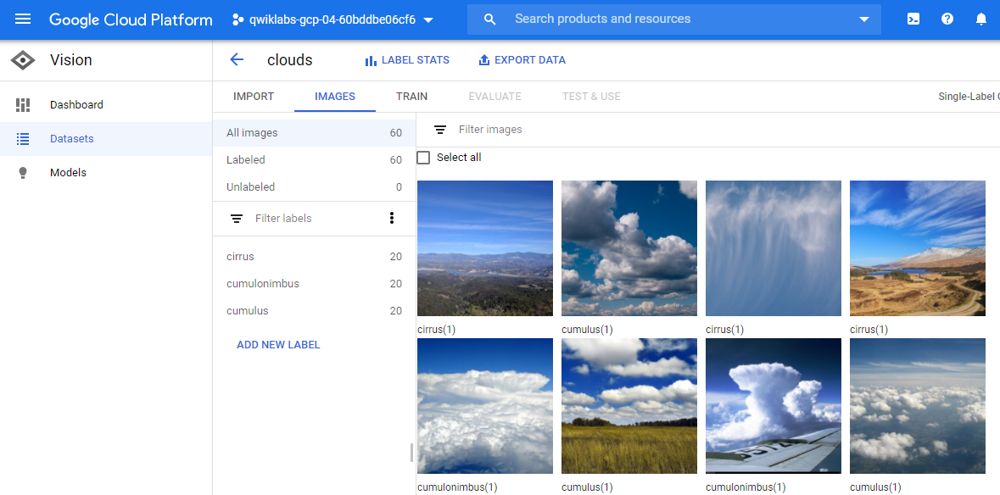 Google Cloud Platform qwiklabs-gcp-04-60bddbe06cf6 Search products and resources
Vision
clouds LABEL STATS EXPORT DATA
IMPORT IMAGES TRAIN EVALUATE TEST & USE Single-Label
Dashboard
Datasets
Models
All images 60
Labeled 60
Unlabeled 0
Filter labels
cirrus 20
cumulonimbus 20
cumulus 20
ADD NEW LABEL
Filter images
Select all
cirrus(1) cumulus(1) cirrus(1) cirrus(1)
cumulonimbus(1) cumulus(1) cumulonimbus(1) cumulus(1)